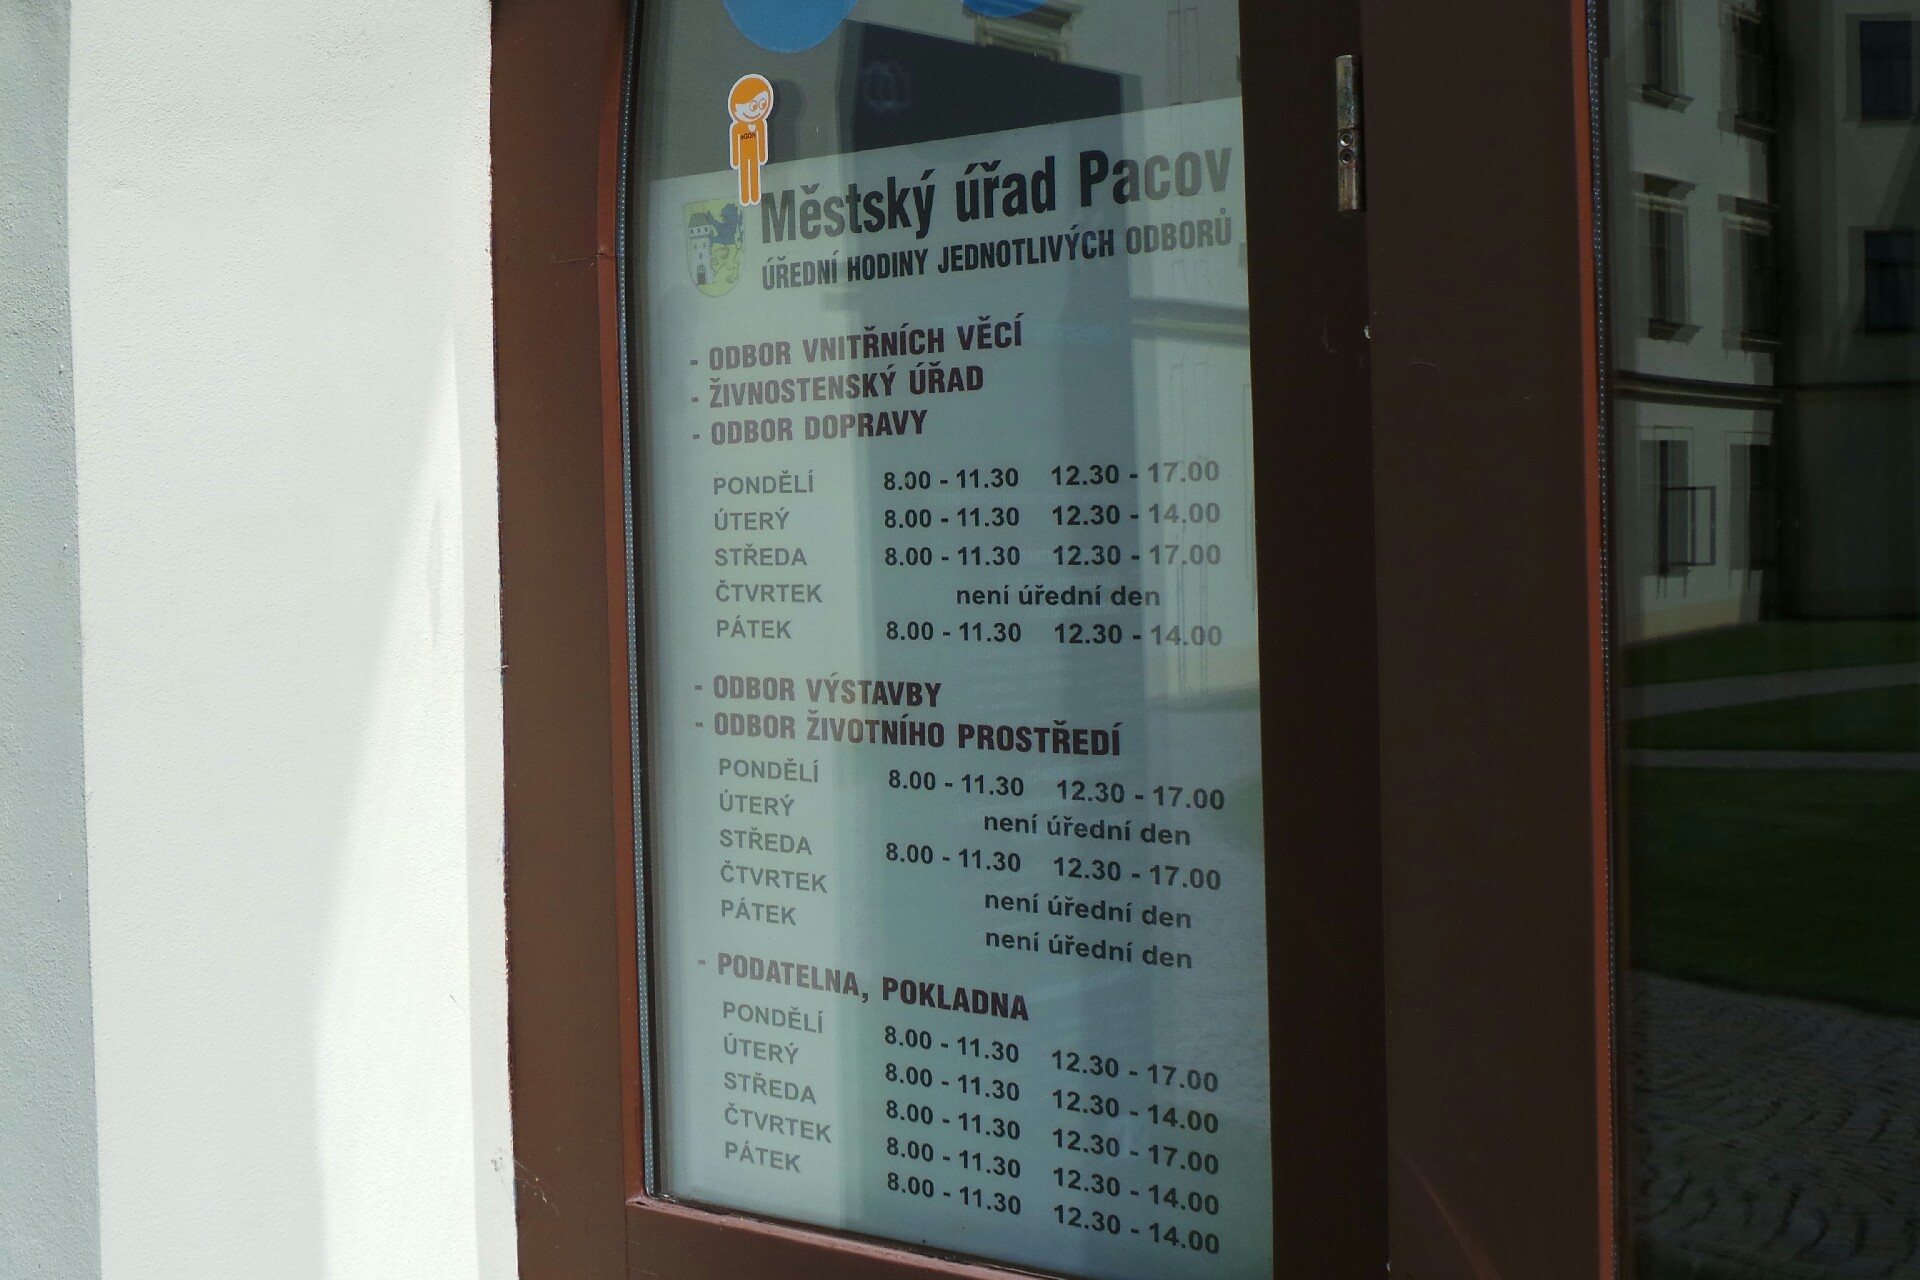 eGON
Městský úřad Pacov
ÚŘEDNÍ HODINY JEDNOTLIVÝCH ODBORŮ
- ODBOR VNITŘNÍCH VĚCÍ
- ŽIVNOSTENSKÝ ÚŘAD
- ODBOR DOPRAVY
PONDĚLÍ 8.00 - 11.30 12.30 - 17.00
ÚTERÝ 8.00 - 11.30 12.30 - 14.00
STŘEDA 8.00 - 11.30 12.30 - 17.00
ČTVRTEK není úřední den
PÁTEK 8.00 - 11.30 12.30 - 14.00
- ODBOR VÝSTAVBY
- ODBOR ŽIVOTNÍHO PROSTŘEDÍ
PONDĚLÍ 8.00 - 11.30 12.30 - 17.00
ÚTERÝ není úřední den
STŘEDA 8.00 - 11.30 12.30 - 17.00
ČTVRTEK není úřední den
PÁTEK není úřední den
- PODATELNA, POKLADNA
PONDĚLÍ 8.00 - 11.30 12.30 - 17.00
ÚTERÝ 8.00 - 11.30 12.30 - 14.00
STŘEDA 8.00 - 11.30 12.30 - 17.00
ČTVRTEK 8.00 - 11.30 12.30 - 14.00
PÁTEK 8.00 - 11.30 12.30 - 14.00